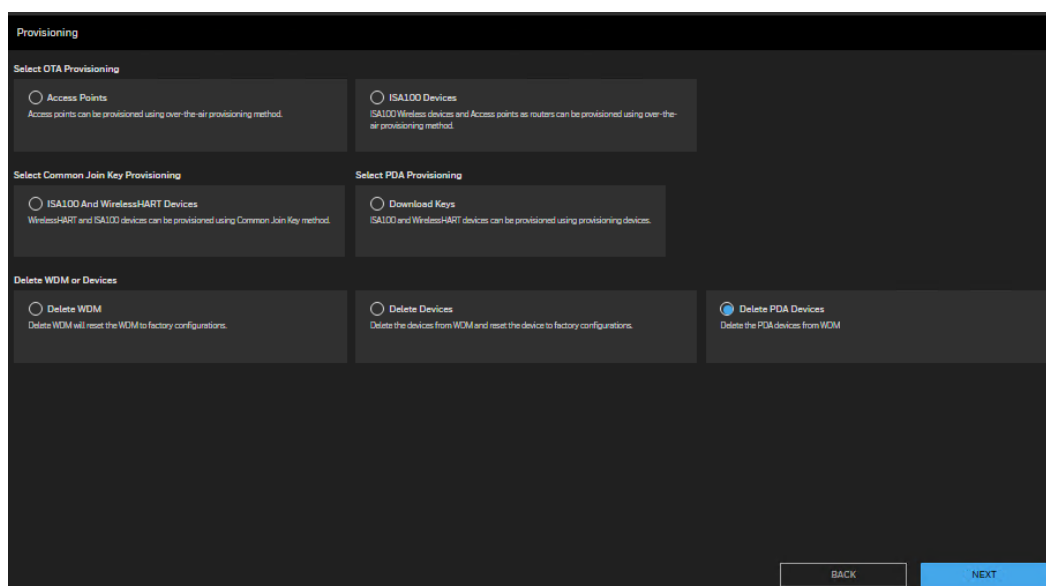 Provisioning
Select OTA Provisioning
Access Points
Access points can be provisioned using over-the-air provisioning method.
ISA100 Devices
ISA100 Wireless devices and Access points as routers can be provisioned using over-the-
air provisioning method.
Select Common Join Key Provisioning
Select PDA Provisioning
ISA100 And WirelessHART Devices
WirelessHART and ISA100 devices can be provisioned using Common Join Key method.
Download Keys
ISA100 and WirelessHART devices can be provisioned using provisioning devices.
Delete WDM or Devices
Delete WDM
Delete WDM will reset the WDM to factory configurations.
Delete Devices
Delete the devices from WDM and reset the device to factory configurations.
Delete PDA Devices
Delete the PDA devices from WDM
BACK
NEXT